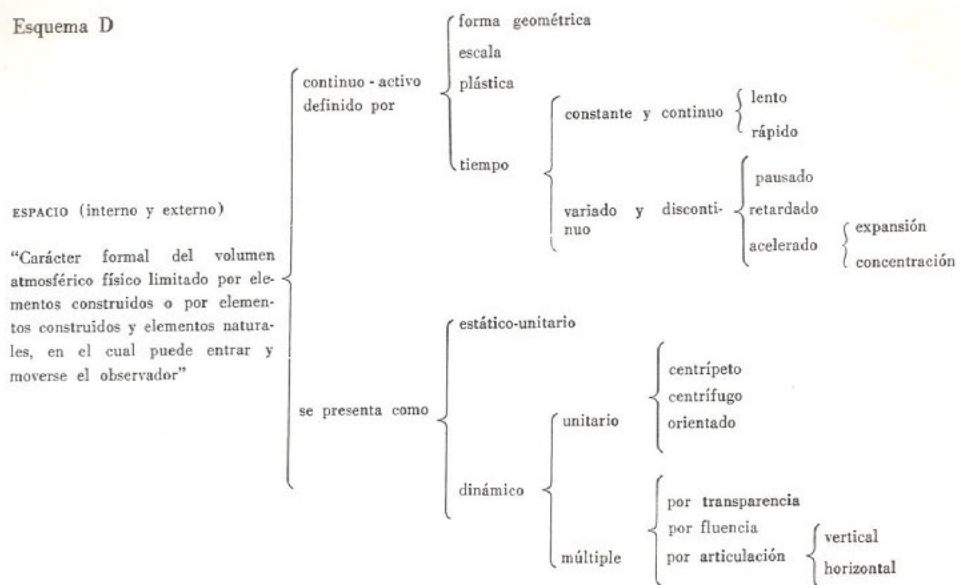 Esquema D
ESPACIO (interno y externo)
“Carácter formal del volumen
atmosférico físico limitado por ele-
mentos construidos o por elemen-
tos construidos y elementos natura-
les, en el cual puede entrar y
moverse el observador”
continuo - activo
definido por
forma geométrica
escala
plástica
tiempo
constante y continuo
lento
rápido
variado y disconti-
nuo
pausado
retardado
acelerado
expansión
concentración
se presenta como
estático-unitario
dinámico
unitario
centrípeto
centrífugo
orientado
múltiple
por transparencia
por fluencia
por articulación
vertical
horizontal